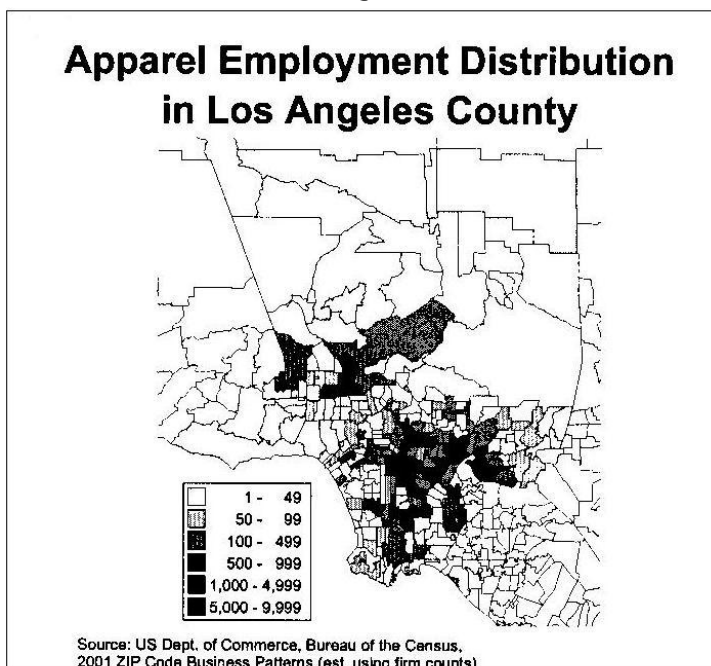 Apparel Employment Distribution
in Los Angeles County
1 - 49
50 - 99
100 - 499
500 - 999
1,000 - 4,999
5,000 - 9,999
Source: US Dept. of Commerce, Bureau of the Census,
2001 ZIP Code Business Patterns (est. using firm counts)